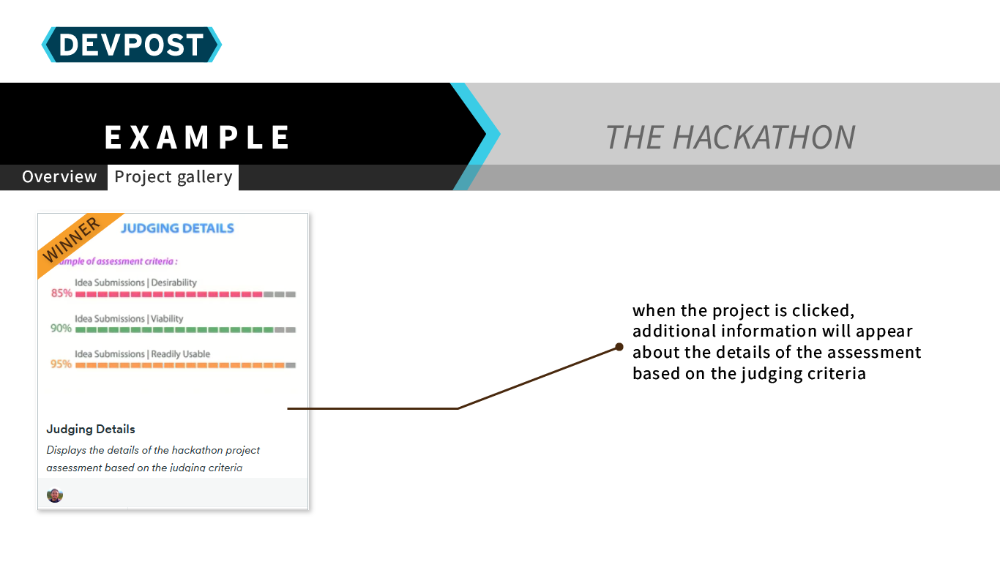 DEVPOST
EXAMPLE
THE HACKATHON
Overview
Project gallery
WINNER
JUDGING DETAILS
ample of assessment criteria :
Idea Submissions | Desirability
85%
Idea Submissions | Viability
90%
Idea Submissions | Readily Usable
95%
when the project is clicked,
additional information will appear
about the details of the assessment
based on the judging criteria
Judging Details
Displays the details of the hackathon project
assessment based on the judging criteria